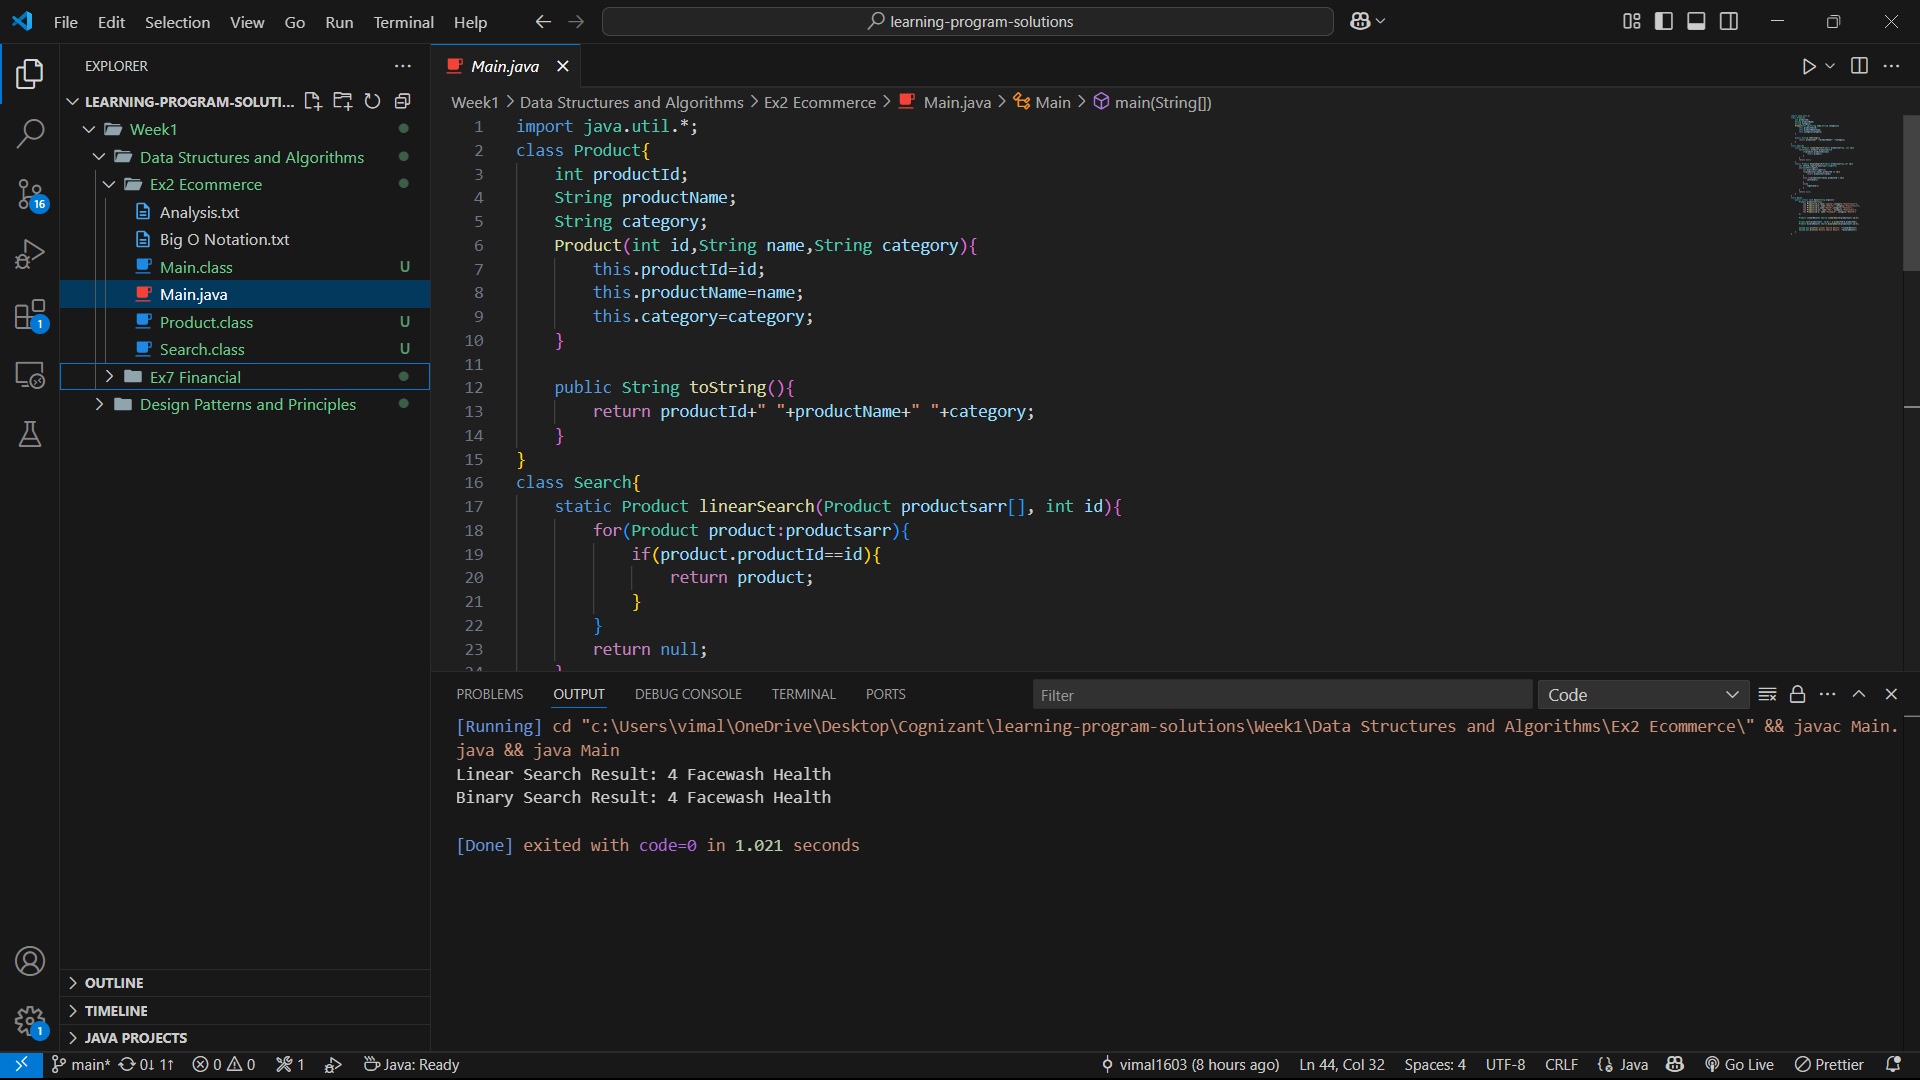 File Edit Selection View Go Run Terminal Help
learning-program-solutions
EXPLORER
LEARNING-PROGRAM-SOLUTI...
Week1
Data Structures and Algorithms
Ex2 Ecommerce
Analysis.txt
Big O Notation.txt
Main.class U
Main.java
Product.class U
Search.class U
Ex7 Financial
Design Patterns and Principles
16
1
OUTLINE
TIMELINE
JAVA PROJECTS
1
Main.java
Week1 > Data Structures and Algorithms > Ex2 Ecommerce > Main.java > Main > main(String[])
1 import java.util.*;
2 class Product{
3 int productId;
4 String productName;
5 String category;
6 Product(int id,String name,String category){
7 this.productId=id;
8 this.productName=name;
9 this.category=category;
10 }
11
12 public String toString(){
13 return productId+" "+productName+" "+category;
14 }
15 }
16 class Search{
17 static Product linearSearch(Product productsarr[], int id){
18 for(Product product:productsarr){
19 if(product.productId==id){
20 return product;
21 }
22 }
23 return null;
24 }
PROBLEMS OUTPUT DEBUG CONSOLE TERMINAL PORTS
Filter
Code
[Running] cd "c:\Users\vimal\OneDrive\Desktop\Cognizant\learning-program-solutions\Week1\Data Structures and Algorithms\Ex2 Ecommerce\" && javac Main.
java && java Main
Linear Search Result: 4 Facewash Health
Binary Search Result: 4 Facewash Health
[Done] exited with code=0 in 1.021 seconds
main* 0↓ 1↑ 0 0 1 Java: Ready
vimal1603 (8 hours ago) Ln 44, Col 32 Spaces: 4 UTF-8 CRLF {} Java Go Live Prettier